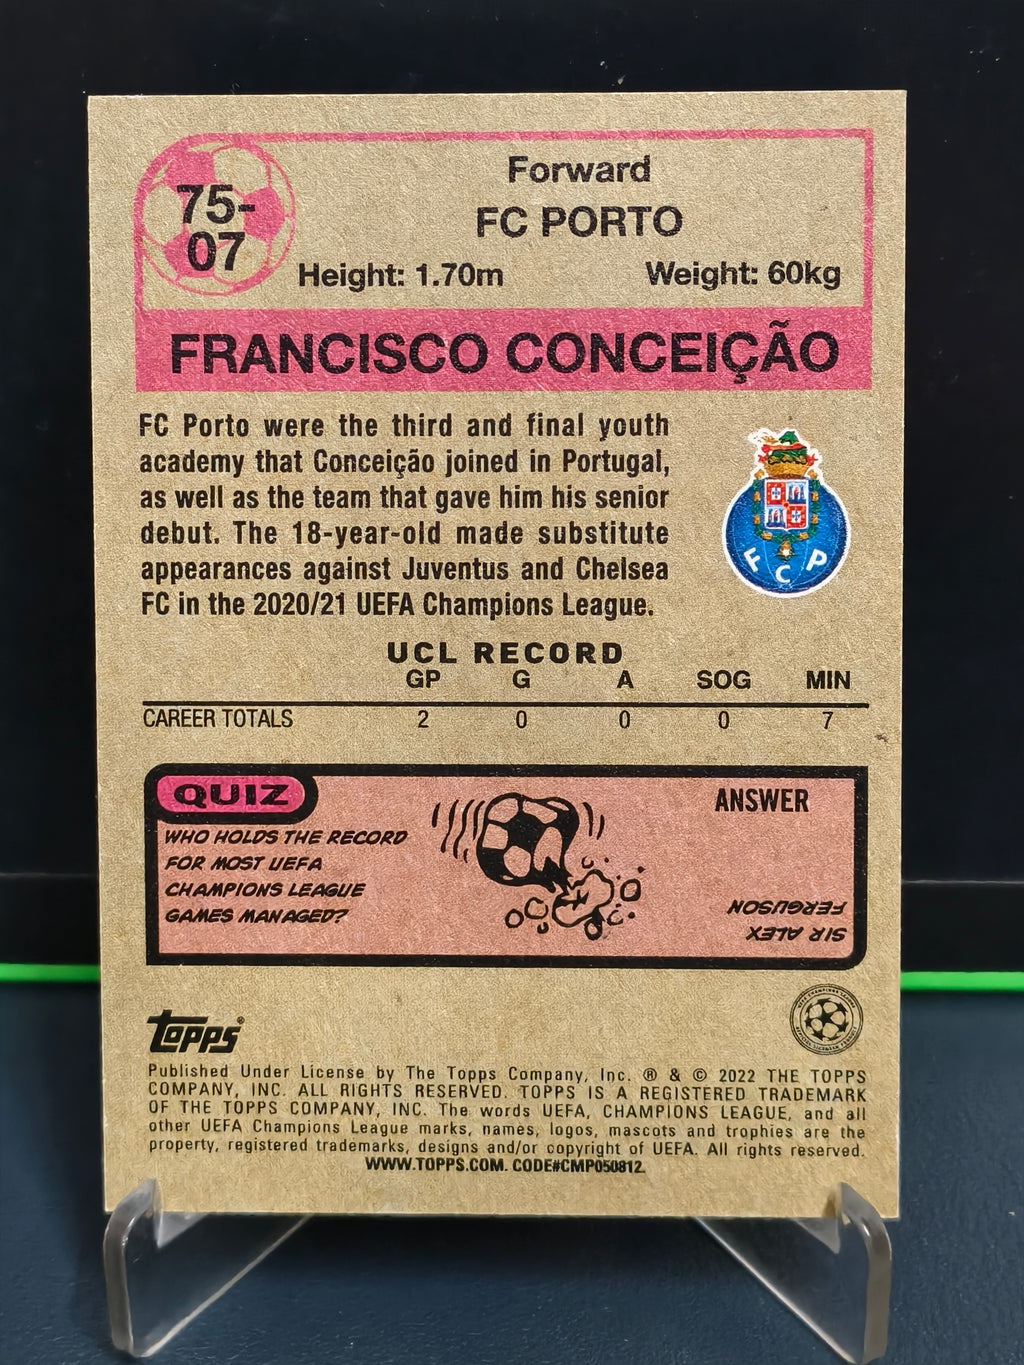 75-
07
Forward
FC PORTO
Height: 1.70m Weight: 60kg
FRANCISCO CONCEIÇÃO
FC Porto were the third and final youth
academy that Conceição joined in Portugal,
as well as the team that gave him his senior
debut. The 18-year-old made substitute
appearances against Juventus and Chelsea
FC in the 2020/21 UEFA Champions League.
FCP
UCL RECORD
GP G A SOG MIN
CAREER TOTALS 2 0 0 0 7
QUIZ
WHO HOLDS THE RECORD
FOR MOST UEFA
CHAMPIONS LEAGUE
GAMES MANAGED?
ANSWER
SIR ALEX
FERGUSON
Topps®
Published Under License by The Topps Company, Inc. ® & © 2022 THE TOPPS
COMPANY, INC. ALL RIGHTS RESERVED. TOPPS IS A REGISTERED TRADEMARK
OF THE TOPPS COMPANY, INC. The words UEFA, CHAMPIONS LEAGUE, and all
other UEFA Champions League marks, names, logos, mascots and trophies are the
property, registered trademarks, designs and/or copyright of UEFA. All rights reserved.
WWW.TOPPS.COM. CODE#CMP050812